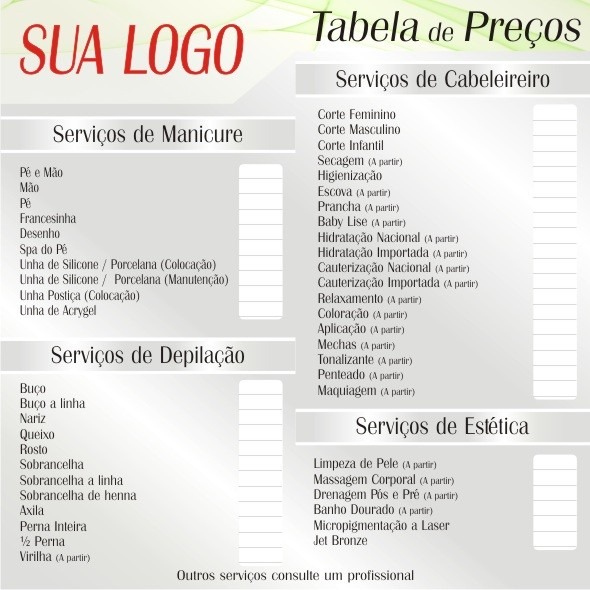 SUA LOGO
Tabela de Preços
Serviços de Manicure
Pé e Mão
Mão
Pé
Francesinha
Desenho
Spa do Pé
Unha de Silicone / Porcelana (Colocação)
Unha de Silicone / Porcelana (Manutenção)
Unha Postiça (Colocação)
Unha de Acrygel
Serviços de Depilação
Buço
Buço a linha
Nariz
Queixo
Rosto
Sobrancelha
Sobrancelha a linha
Sobrancelha de henna
Axila
Perna Inteira
½ Perna
Virilha (A partir)
Serviços de Cabeleireiro
Corte Feminino
Corte Masculino
Corte Infantil
Secagem (A partir)
Higienização
Escova (A partir)
Prancha (A partir)
Baby Lise (A partir)
Hidratação Nacional (A partir)
Hidratação Importada (A partir)
Cauterização Nacional (A partir)
Cauterização Importada (A partir)
Relaxamento (A partir)
Coloração (A partir)
Aplicação (A partir)
Mechas (A partir)
Tonalizante (A partir)
Penteado (A partir)
Maquiagem (A partir)
Serviços de Estética
Limpeza de Pele (A partir)
Massagem Corporal (A partir)
Drenagem Pós e Pré (A partir)
Banho Dourado (A partir)
Micropigmentação a Laser
Jet Bronze
Outros serviços consulte um profissional